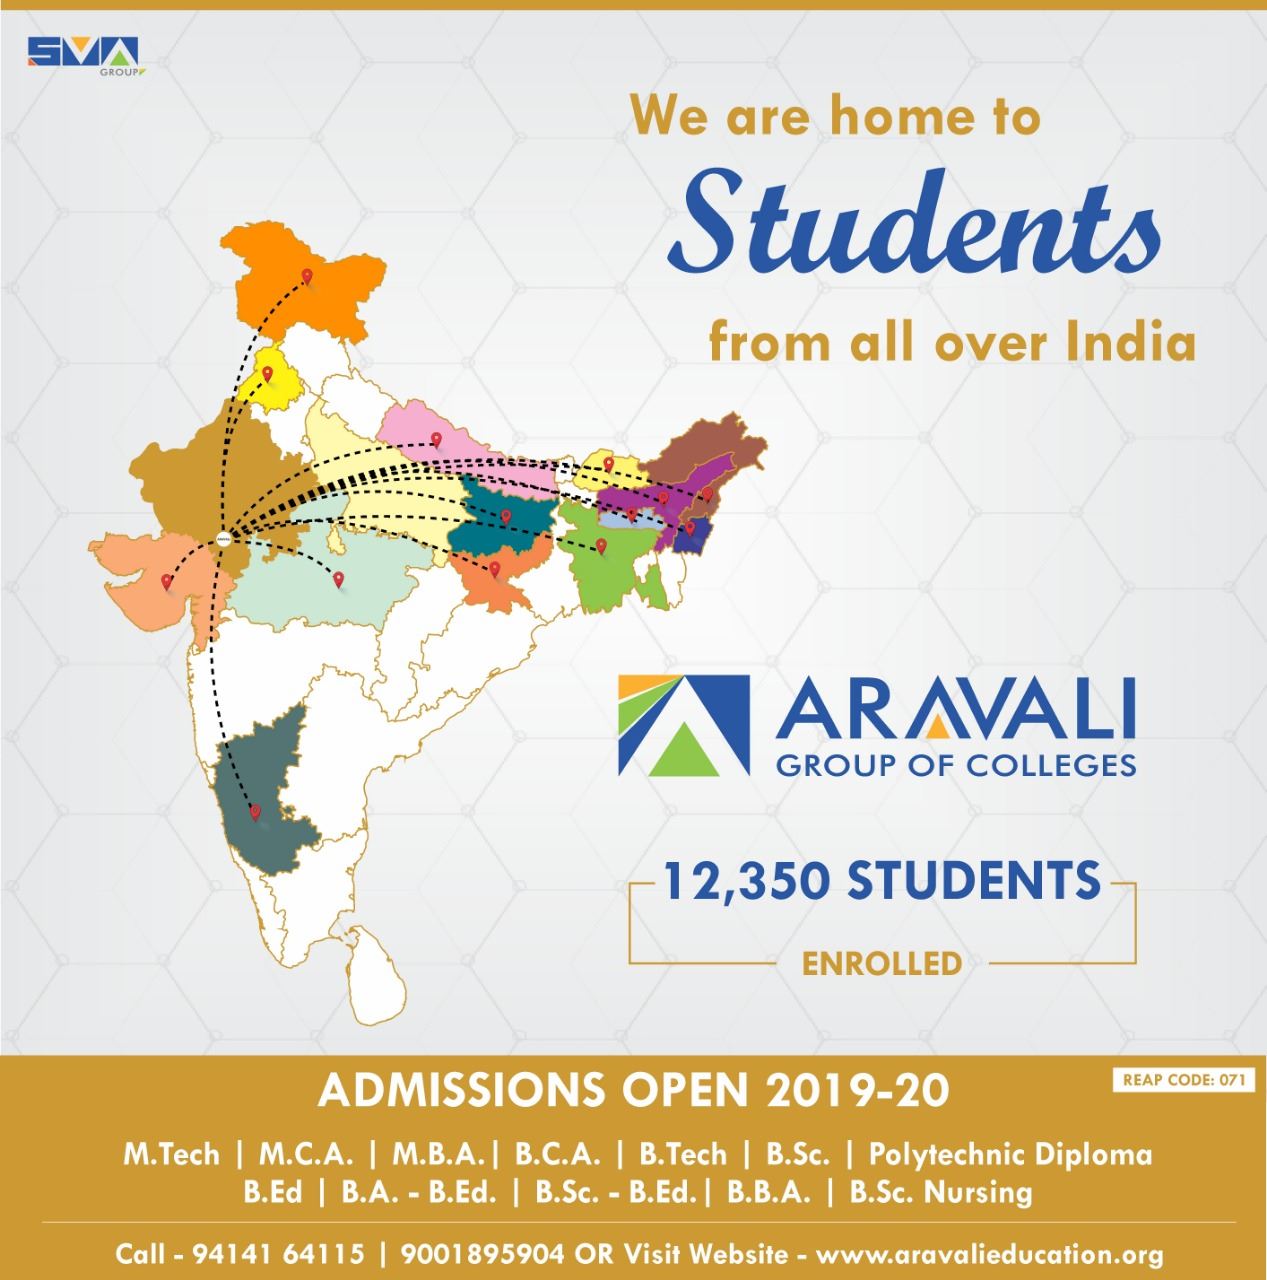 SMA
GROUP
We are home to
Students
from all over India
ARAVALI
GROUP OF COLLEGES
12,350 STUDENTS
ENROLLED
ADMISSIONS OPEN 2019-20
REAP CODE: 071
M.Tech | M.C.A. | M.B.A.| B.C.A. | B.Tech | B.Sc. | Polytechnic Diploma
B.Ed | B.A. - B.Ed. | B.Sc. - B.Ed.| B.B.A. | B.Sc. Nursing
Call - 94141 64115 | 9001895904 OR Visit Website - www.aravalieducation.org